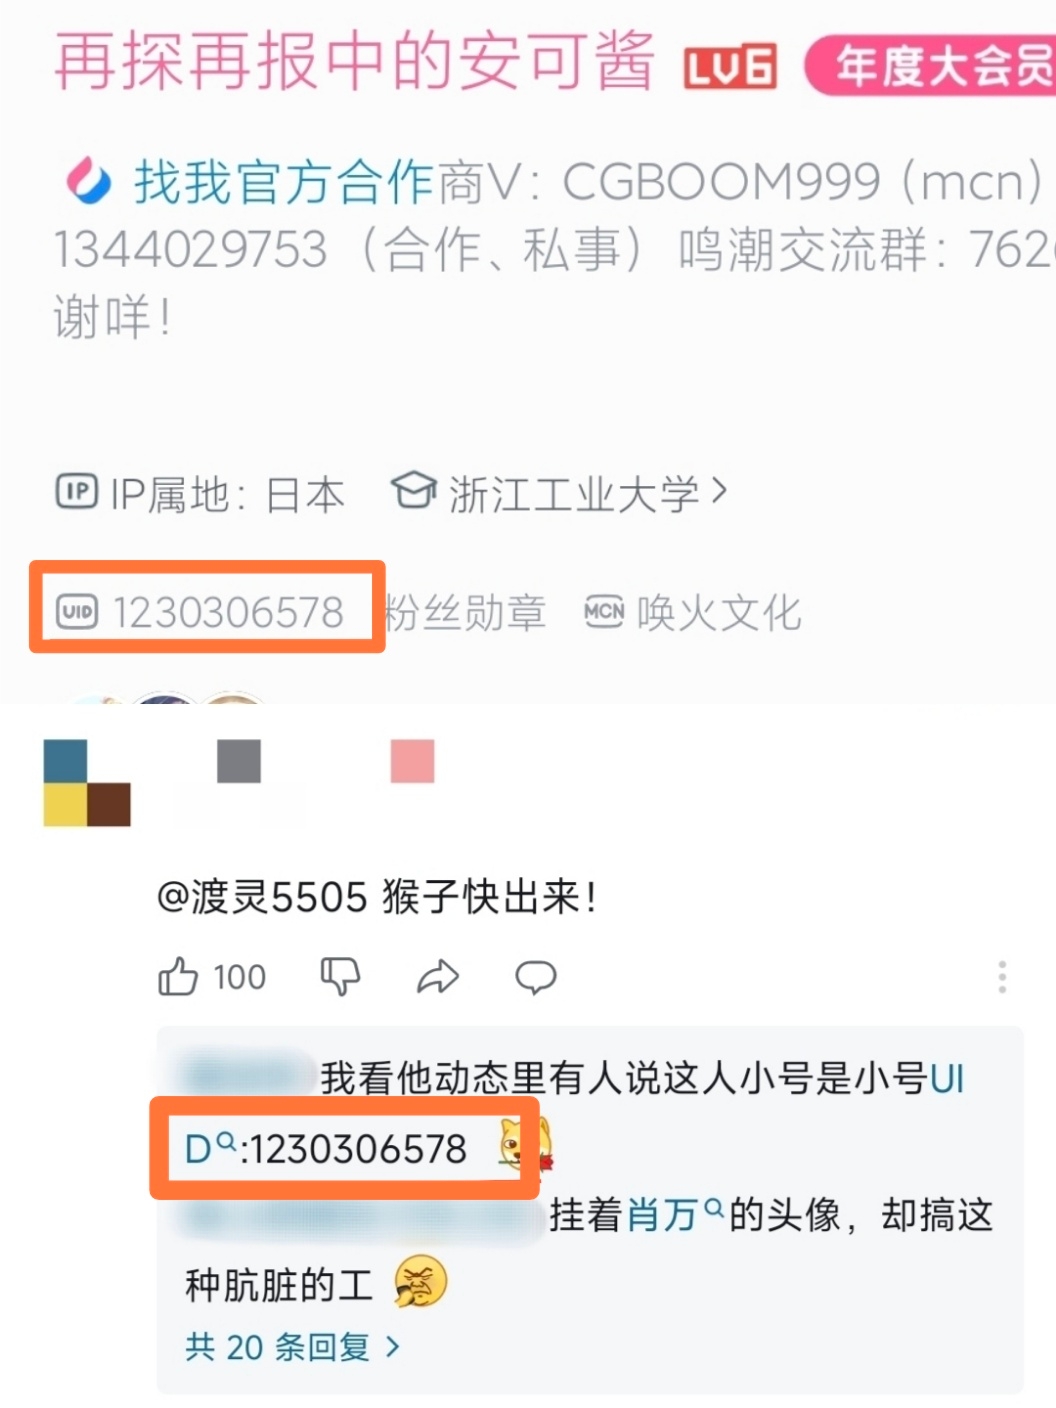 再探再报中的安可酱 LV6 年度大会员
找我官方合作商V：CGBOOM999（mcn）
1344029753（合作、私事）鸣潮交流群：762
谢咩！
IP IP属地：日本 浙江工业大学
UID 1230306578 粉丝勋章 MCN 唤火文化
@渡灵5505 猴子快出来！
100
我看他动态里有人说这人小号是小号UI
D:1230306578
挂着肖万的头像，却搞这
种肮脏的工
共 20 条回复